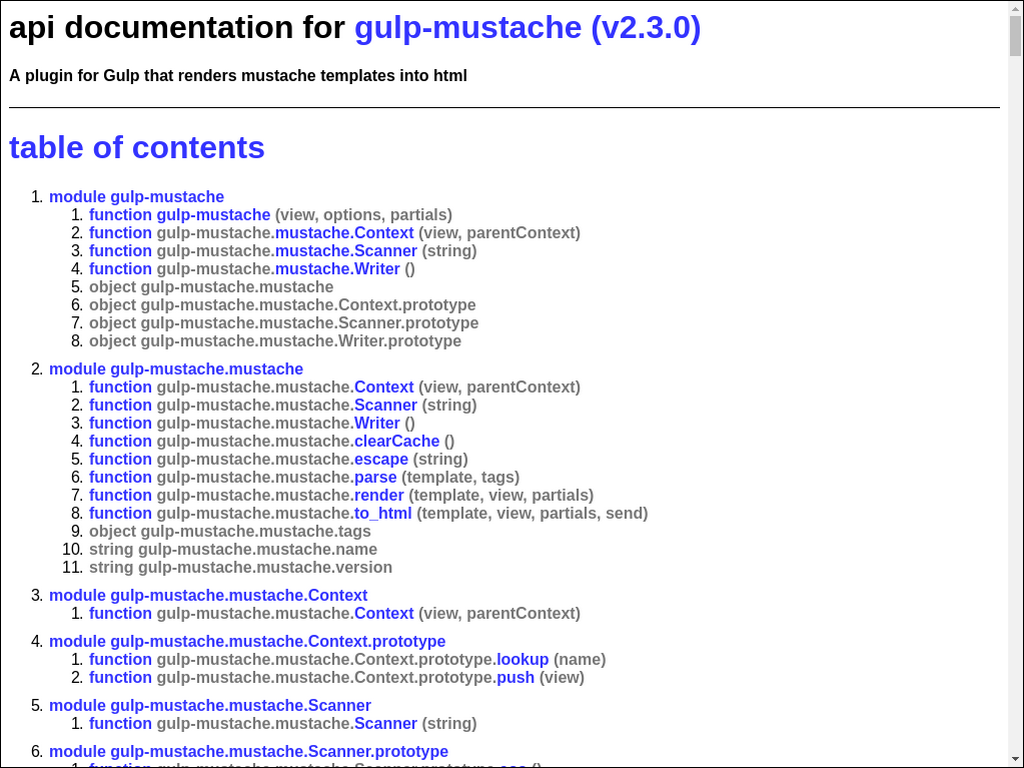 api documentation for gulp-mustache (v2.3.0)
A plugin for Gulp that renders mustache templates into html
table of contents
1. module gulp-mustache
1. function gulp-mustache (view, options, partials)
2. function gulp-mustache.mustache.Context (view, parentContext)
3. function gulp-mustache.mustache.Scanner (string)
4. function gulp-mustache.mustache.Writer ()
5. object gulp-mustache.mustache
6. object gulp-mustache.mustache.Context.prototype
7. object gulp-mustache.mustache.Scanner.prototype
8. object gulp-mustache.mustache.Writer.prototype
2. module gulp-mustache.mustache
1. function gulp-mustache.mustache.Context (view, parentContext)
2. function gulp-mustache.mustache.Scanner (string)
3. function gulp-mustache.mustache.Writer ()
4. function gulp-mustache.mustache.clearCache ()
5. function gulp-mustache.mustache.escape (string)
6. function gulp-mustache.mustache.parse (template, tags)
7. function gulp-mustache.mustache.render (template, view, partials)
8. function gulp-mustache.mustache.to_html (template, view, partials, send)
9. object gulp-mustache.mustache.tags
10. string gulp-mustache.mustache.name
11. string gulp-mustache.mustache.version
3. module gulp-mustache.mustache.Context
1. function gulp-mustache.mustache.Context (view, parentContext)
4. module gulp-mustache.mustache.Context.prototype
1. function gulp-mustache.mustache.Context.prototype.lookup (name)
2. function gulp-mustache.mustache.Context.prototype.push (view)
5. module gulp-mustache.mustache.Scanner
1. function gulp-mustache.mustache.Scanner (string)
6. module gulp-mustache.mustache.Scanner.prototype
1. function gulp-mustache.mustache.Scanner.prototype.eos ()